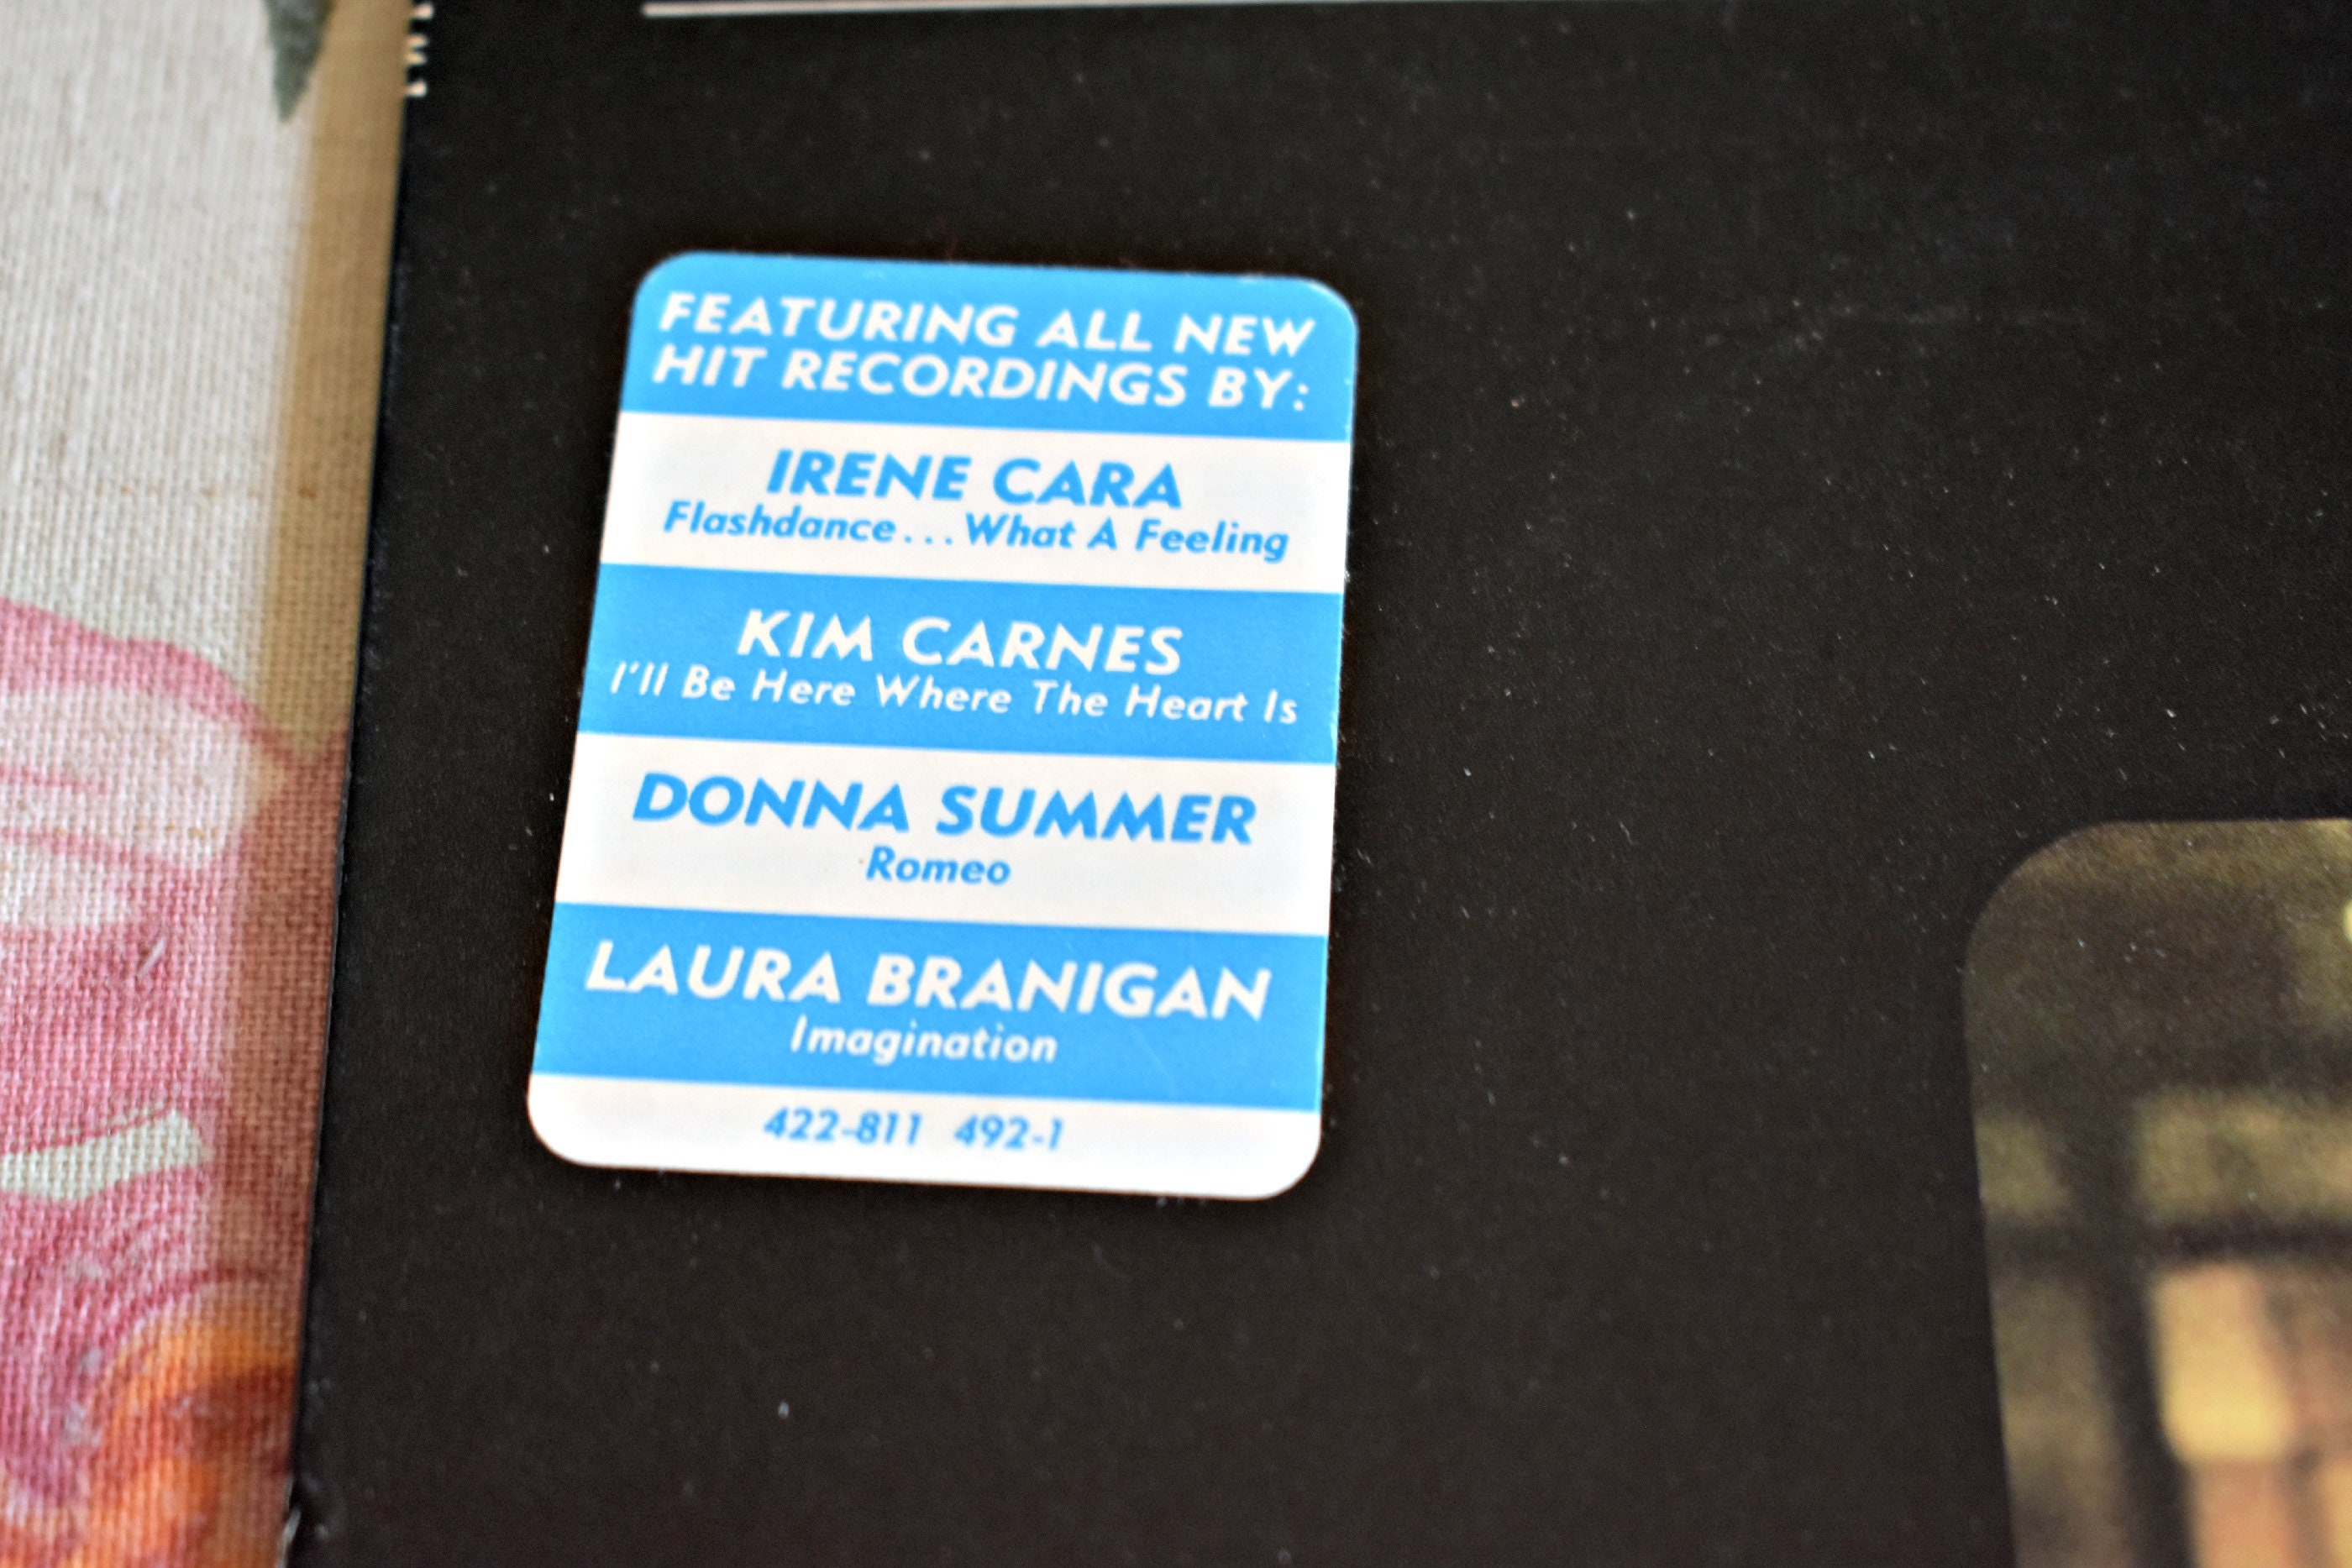 FEATURING ALL NEW
HIT RECORDINGS BY:
IRENE CARA
Flashdance...What A Feeling
KIM CARNES
I'll Be Here Where The Heart Is
DONNA SUMMER
Romeo
LAURA BRANIGAN
Imagination
422-811 492-1